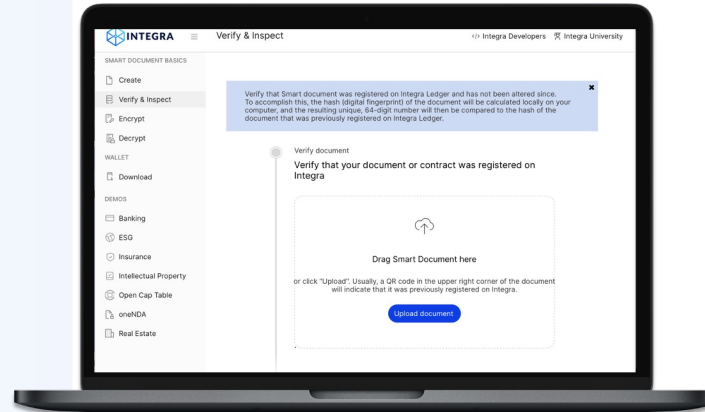 INTEGRA
Verify & Inspect
</> Integra Developers
Integra University
SMART DOCUMENT BASICS
Create
Verify & Inspect
Encrypt
Decrypt
WALLET
Download
DEMOS
Banking
ESG
Insurance
Intellectual Property
Open Cap Table
oneNDA
Real Estate
Verify that Smart document was registered on Integra Ledger and has not been altered since.
To accomplish this, the hash (digital fingerprint) of the document will be calculated locally on your
computer, and the resulting unique, 64-digit number will then be compared to the hash of the
document that was previously registered on Integra Ledger.
Verify document
Verify that your document or contract was registered on
Integra
Drag Smart Document here
or click "Upload". Usually, a QR code in the upper right corner of the document
will indicate that it was previously registered on Integra.
Upload document